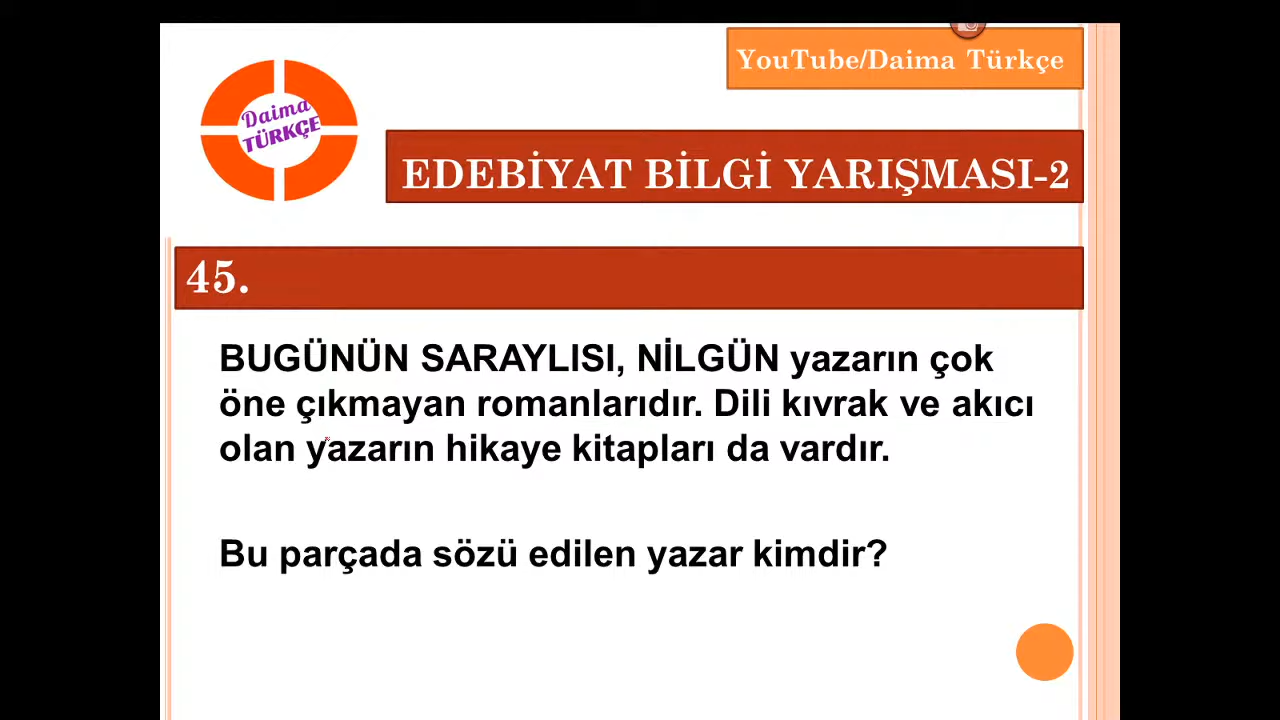 YouTube/Daima Türkçe
Daima
TÜRKÇE
EDEBİYAT BİLGİ YARIŞMASI-2
45.
BUGÜNÜN SARAYLISI, NİLGÜN yazarın çok
öne çıkmayan romanlarıdır. Dili kıvrak ve akıcı
olan yazarın hikaye kitapları da vardır.
Bu parçada sözü edilen yazar kimdir?